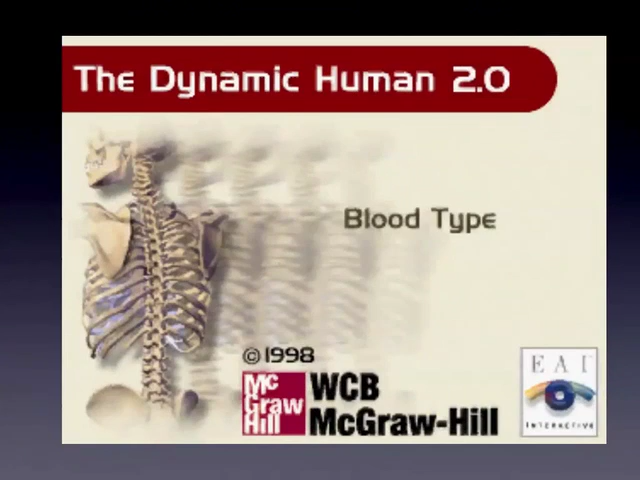 The Dynamic Human 2.0
Blood Type
©1998
Mc
Graw
Hill
WCB
McGraw-Hill
EAI
INTERACTIVE